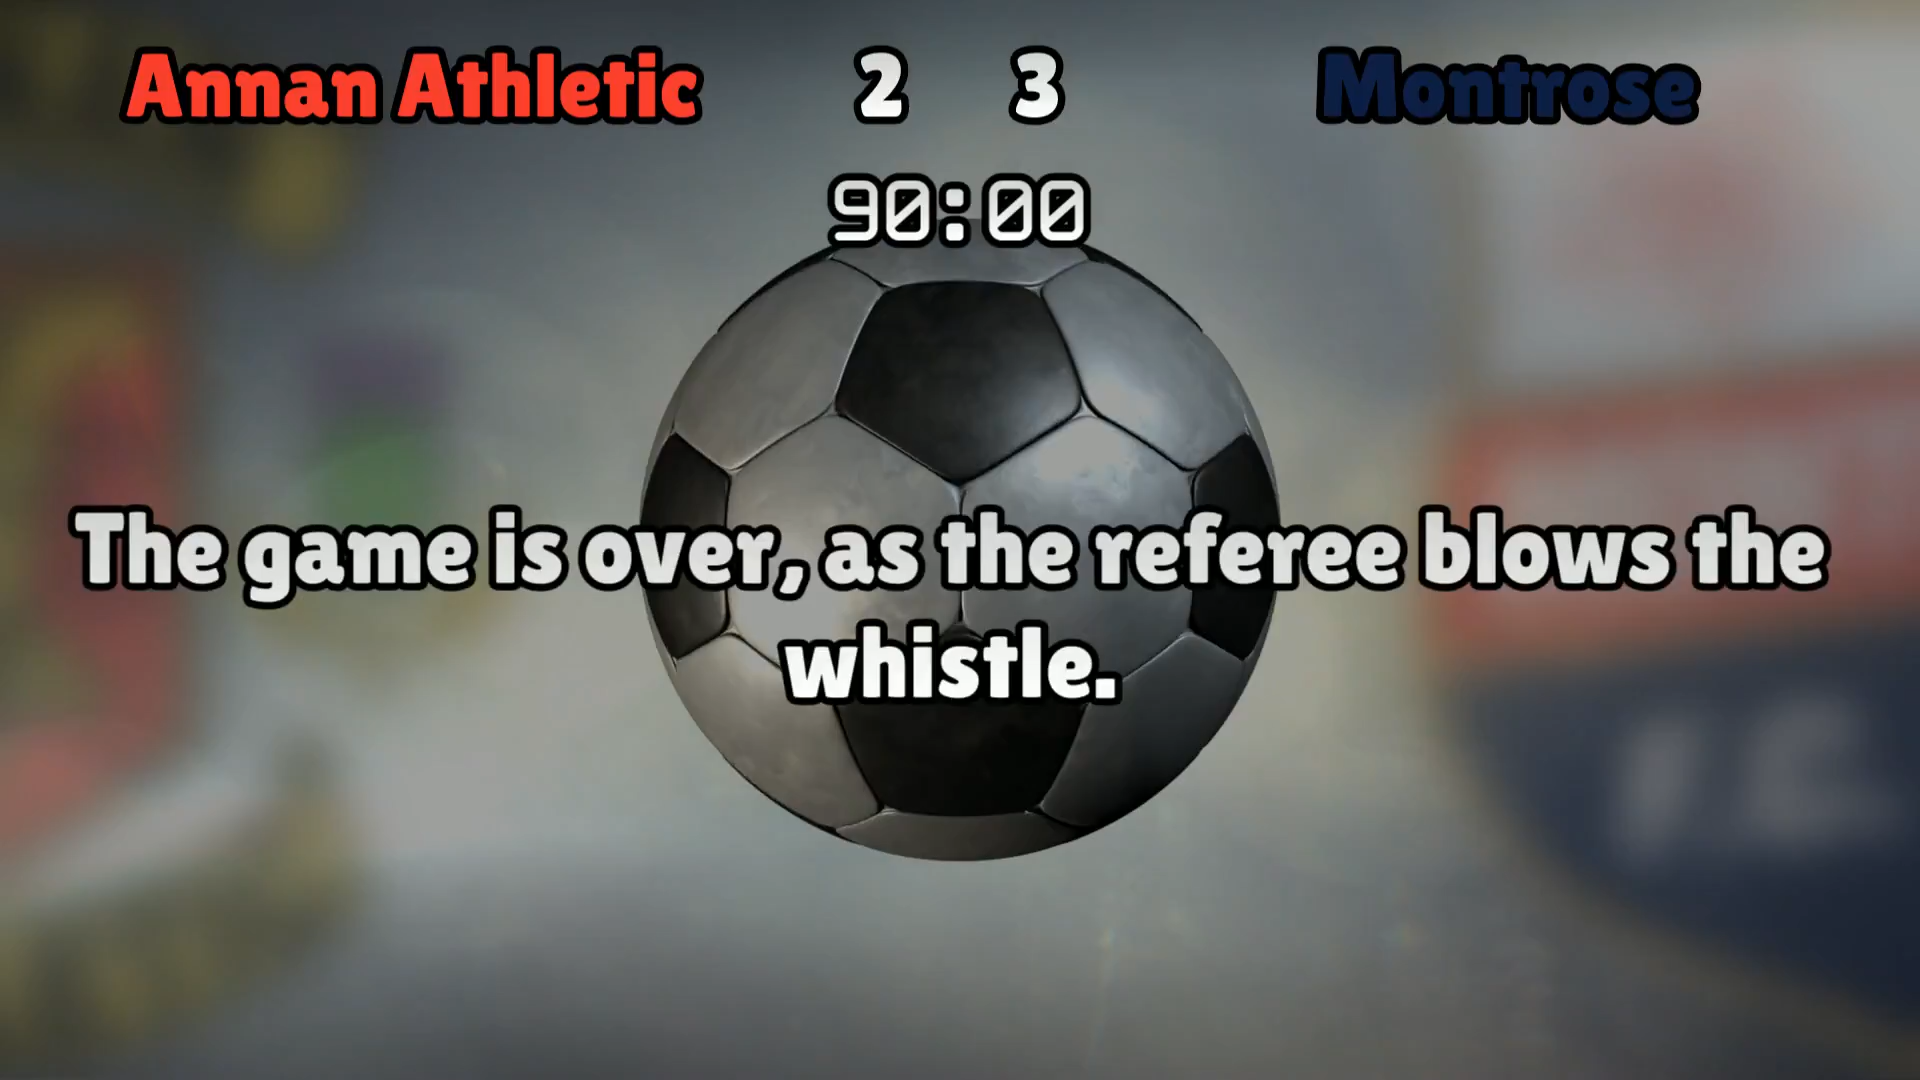 Annan Athletic 2 3 Montrose
90:00
The game is over, as the referee blows the
whistle.